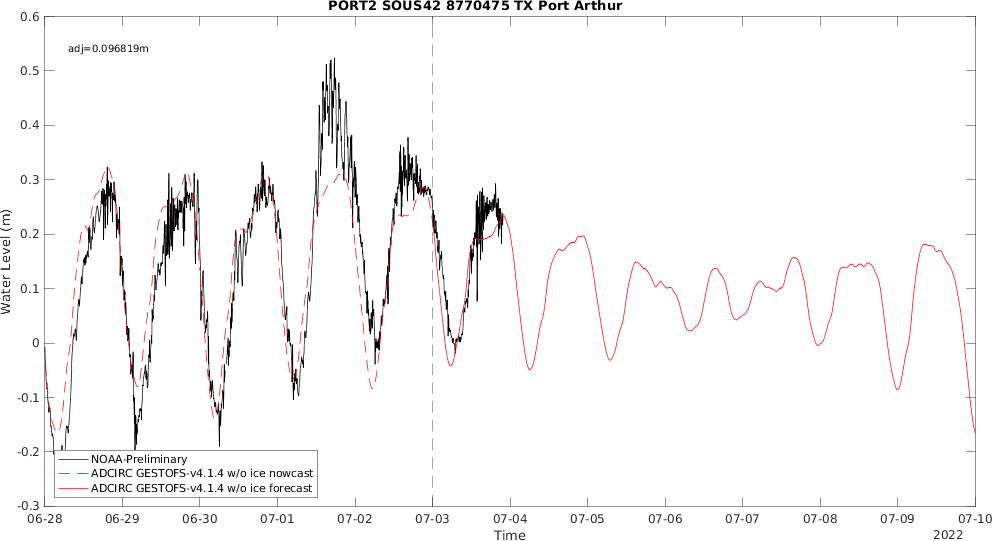 PORT2 SOUS42 8770475 TX Port Arthur
adj=0.096819m
Water Level (m)
0.6
0.5
0.4
0.3
0.2
0.1
0
-0.1
-0.2
-0.3
NOAA-Preliminary
ADCIRC GESTOFS-v4.1.4 w/o ice nowcast
ADCIRC GESTOFS-v4.1.4 w/o ice forecast
06-28 06-29 06-30 07-01 07-02 07-03 07-04 07-05 07-06 07-07 07-08 07-09 07-10
Time
2022